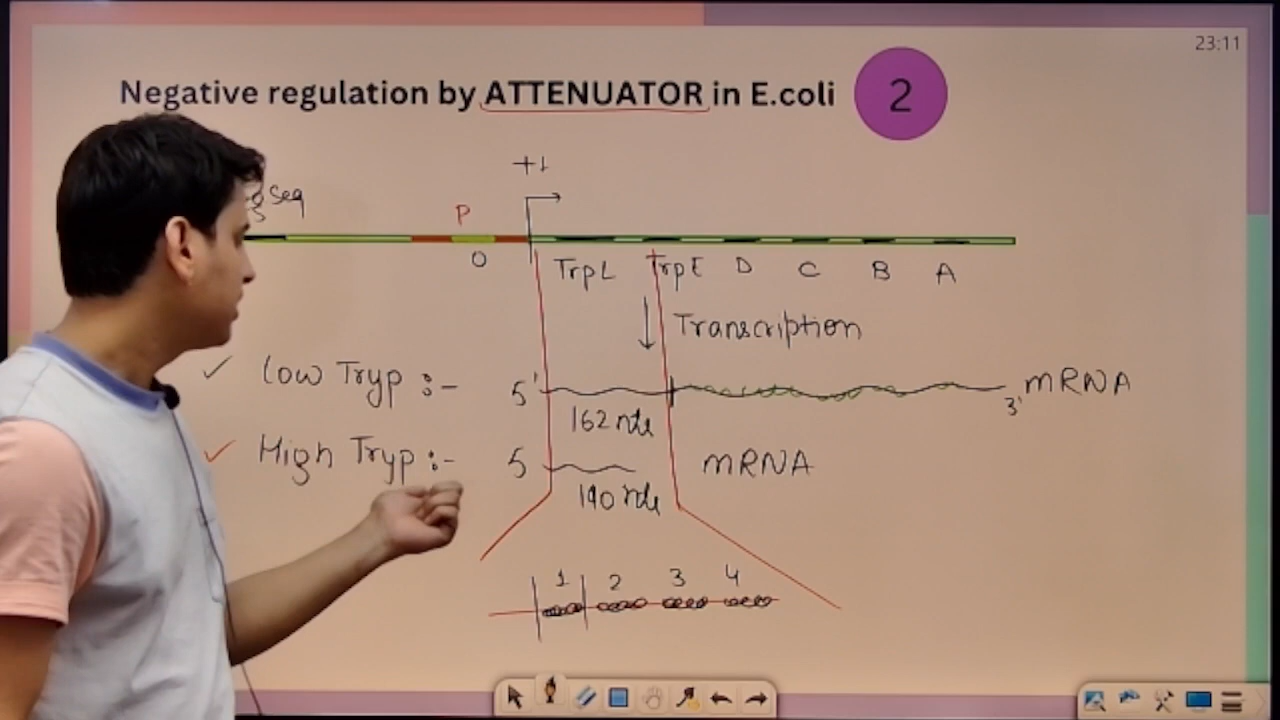 23:11
Negative regulation by ATTENUATOR in E.coli 2
+1
Seq
P
O
TrpL TrpE D C B A
Transcription
Low Tryp :- 5' 3' mRNA
162 nts
High Tryp :- 5 mRNA
140 nts
1 2 3 4